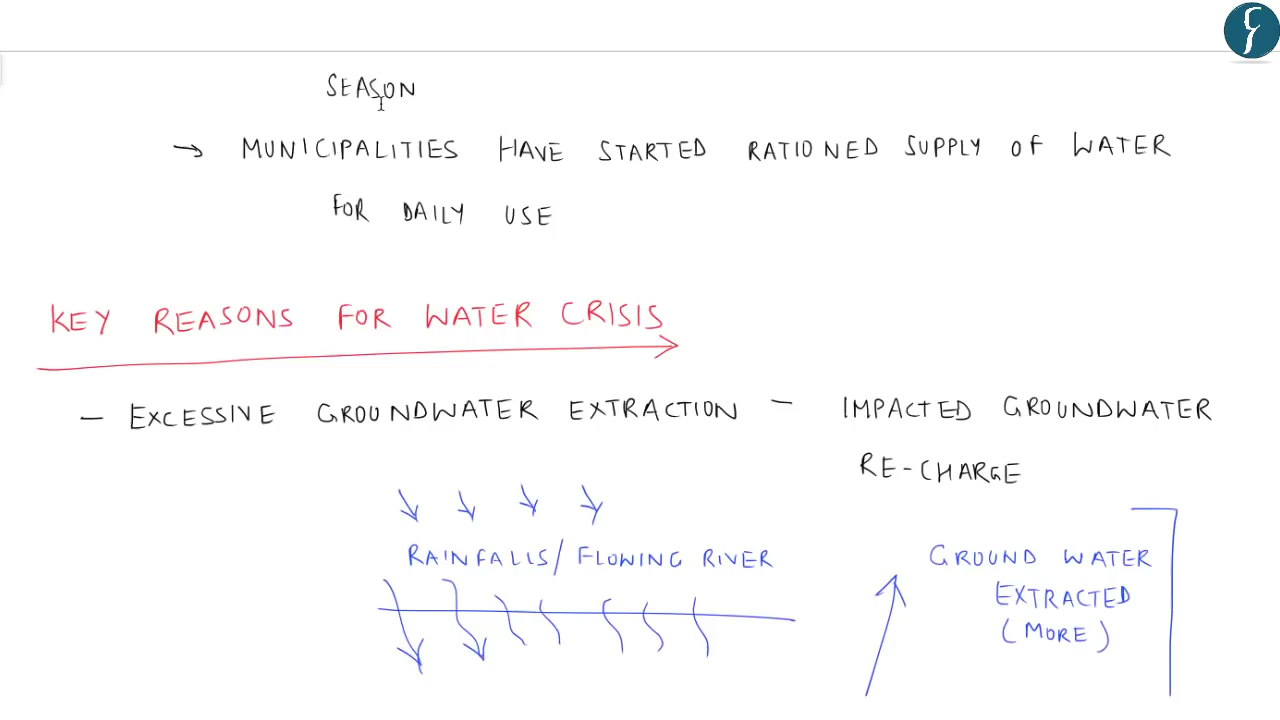 SEASON
→ MUNICIPALITIES HAVE STARTED RATIONED SUPPLY OF WATER
FOR DAILY USE
KEY REASONS FOR WATER CRISIS
- EXCESSIVE GROUNDWATER EXTRACTION - IMPACTED GROUNDWATER
RE-CHARGE
RAINFALLS/FLOWING RIVER
GROUND WATER
EXTRACTED
(MORE)